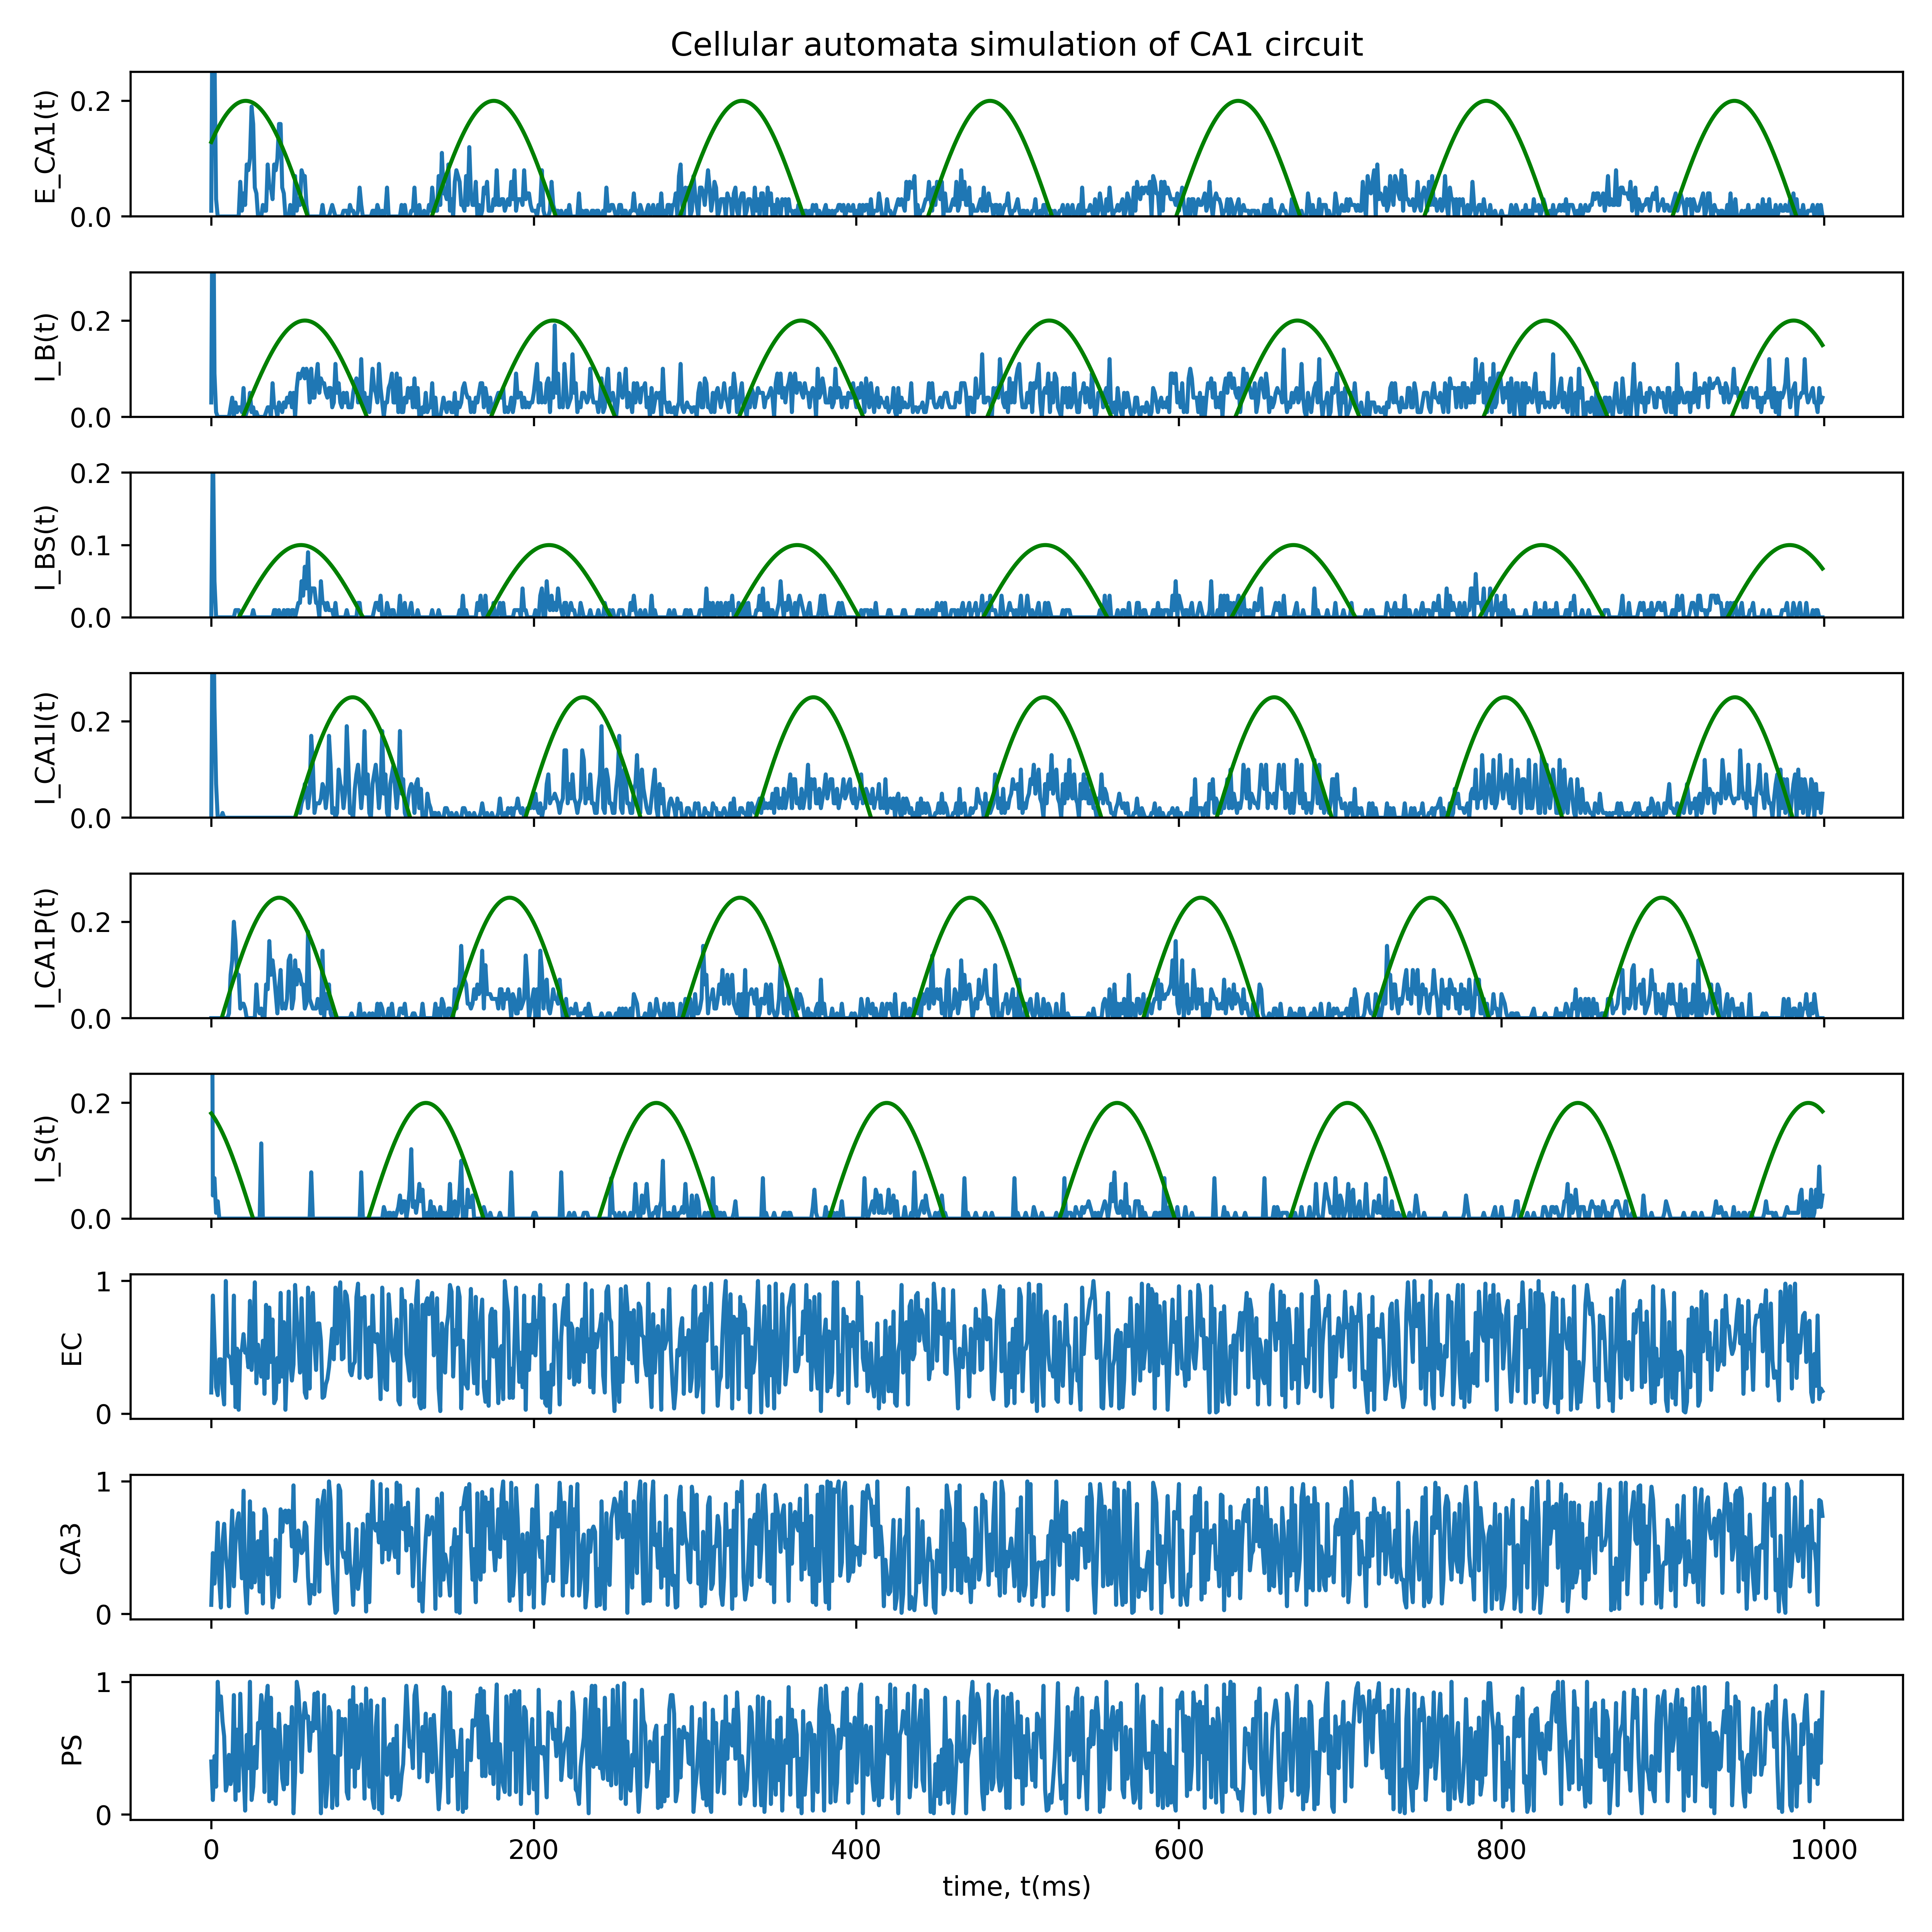 Cellular automata simulation of CA1 circuit
E_CA1(t)
0.2
0.0
I_B(t)
0.2
0.0
I_BS(t)
0.2
0.1
0.0
I_CA1I(t)
0.2
0.0
I_CA1P(t)
0.2
0.0
I_S(t)
0.2
0.0
EC
1
0
CA3
1
0
PS
1
0
0 200 400 600 800 1000
time, t(ms)